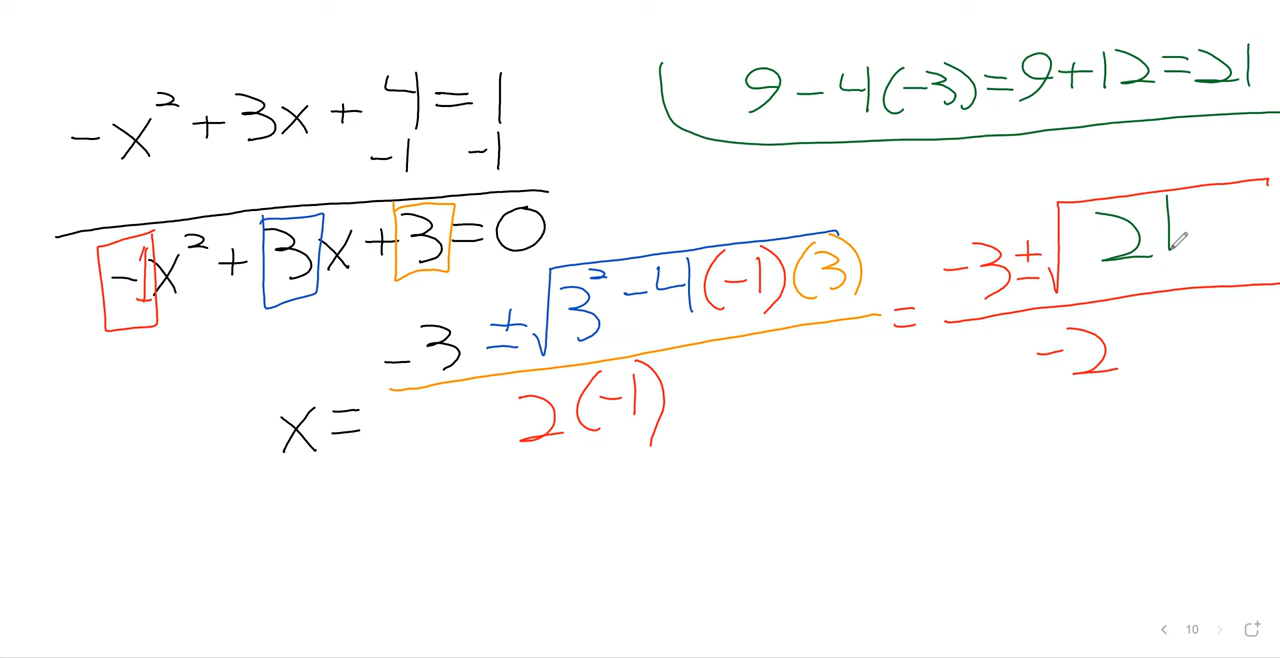 9 - 4(-3) = 9 + 12 = 21
-x² + 3x + 4 = 1
-1 -1
-1x² + 3x + 3 = 0
x = (-3 ± √(3² - 4(-1)(3))) / 2(-1) = (-3 ± √21) / -2
10